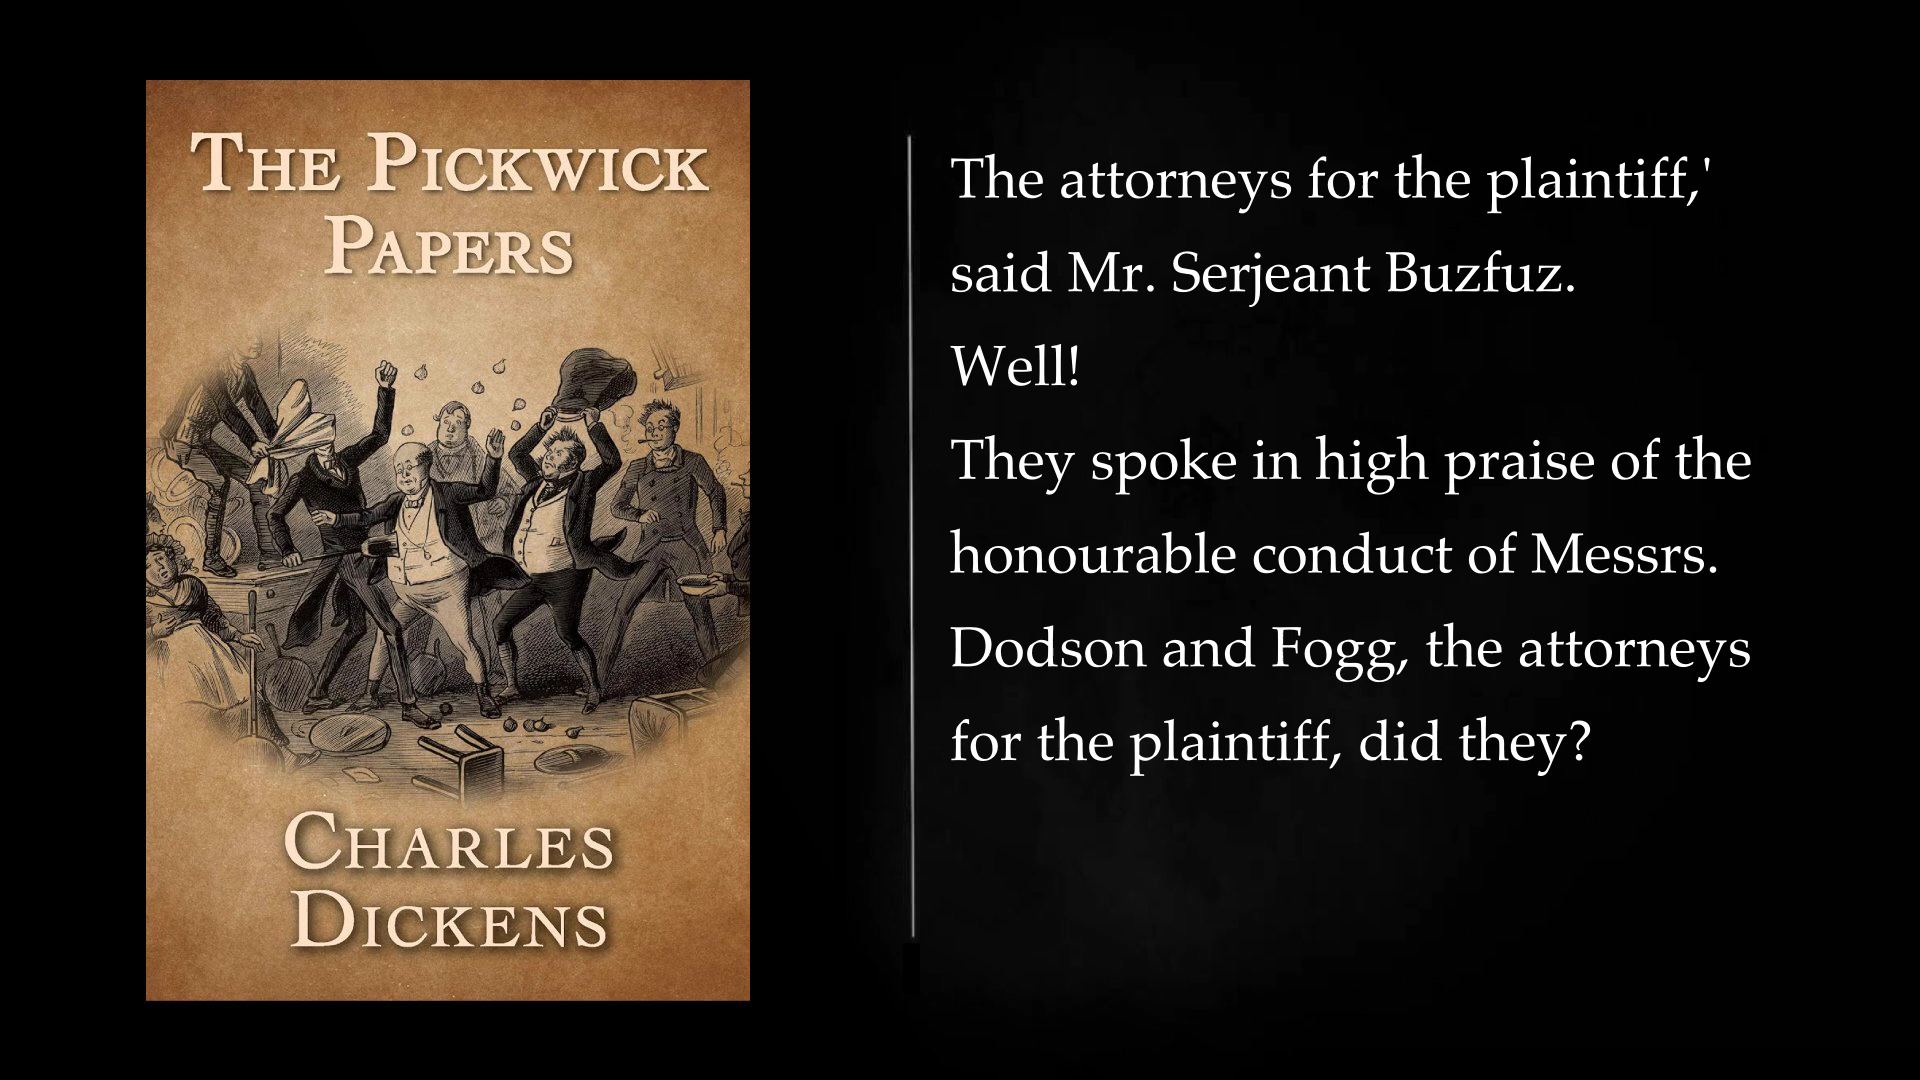 The Pickwick
Papers
Charles
Dickens
The attorneys for the plaintiff,'
said Mr. Serjeant Buzfuz.
Well!
They spoke in high praise of the
honourable conduct of Messrs.
Dodson and Fogg, the attorneys
for the plaintiff, did they?